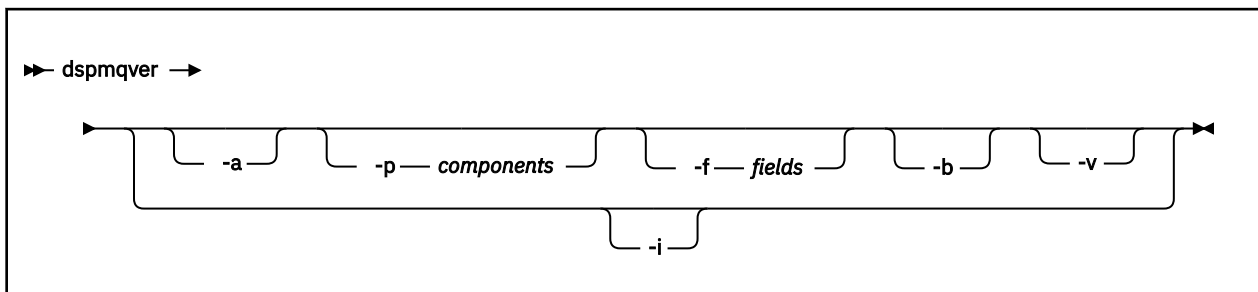 dspmqver
-a -p components -f fields -b -v
-i